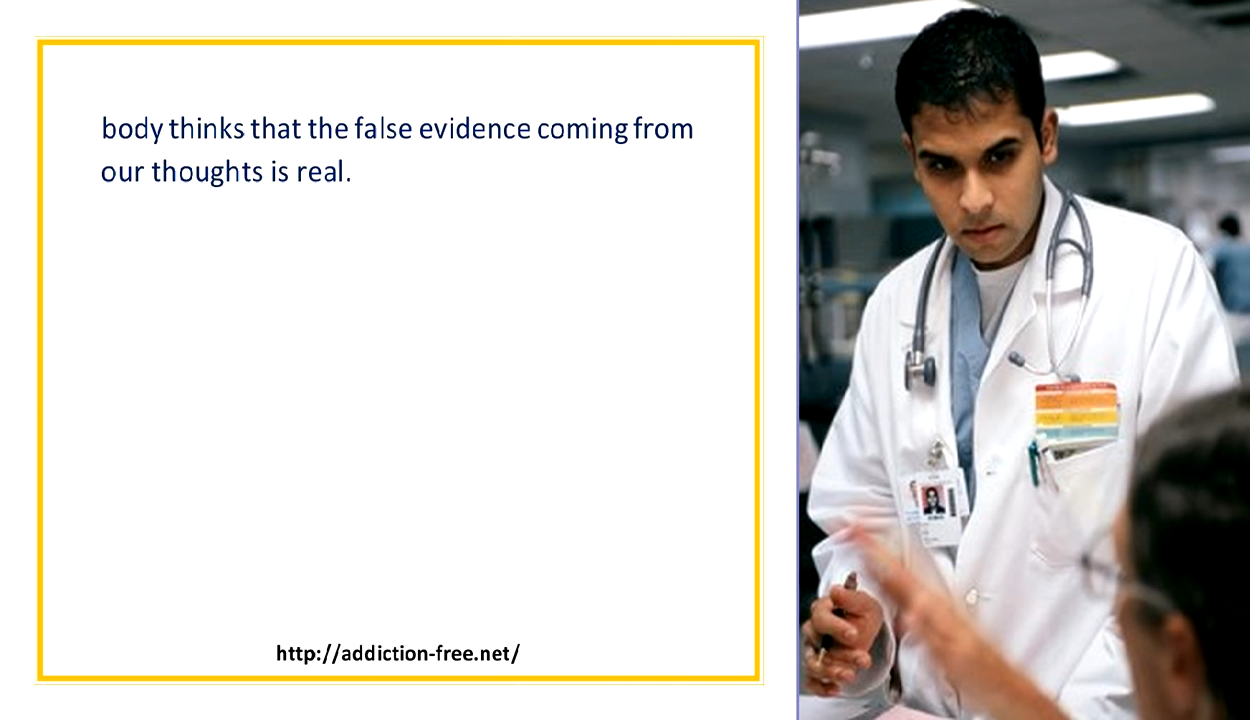 body thinks that the false evidence coming from
our thoughts is real.
http://addiction-free.net/